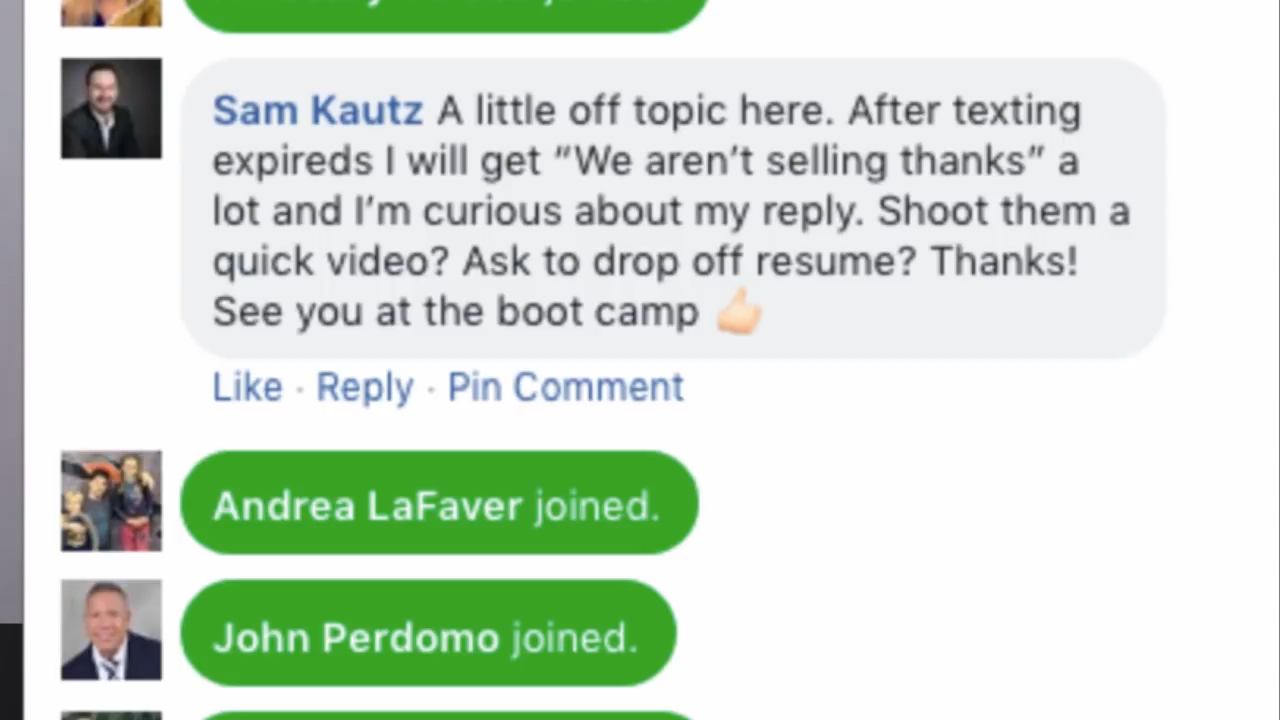 Sam Kautz A little off topic here. After texting
expireds I will get “We aren’t selling thanks” a
lot and I’m curious about my reply. Shoot them a
quick video? Ask to drop off resume? Thanks!
See you at the boot camp 👍🏻
Like · Reply · Pin Comment
Andrea LaFaver joined.
John Perdomo joined.